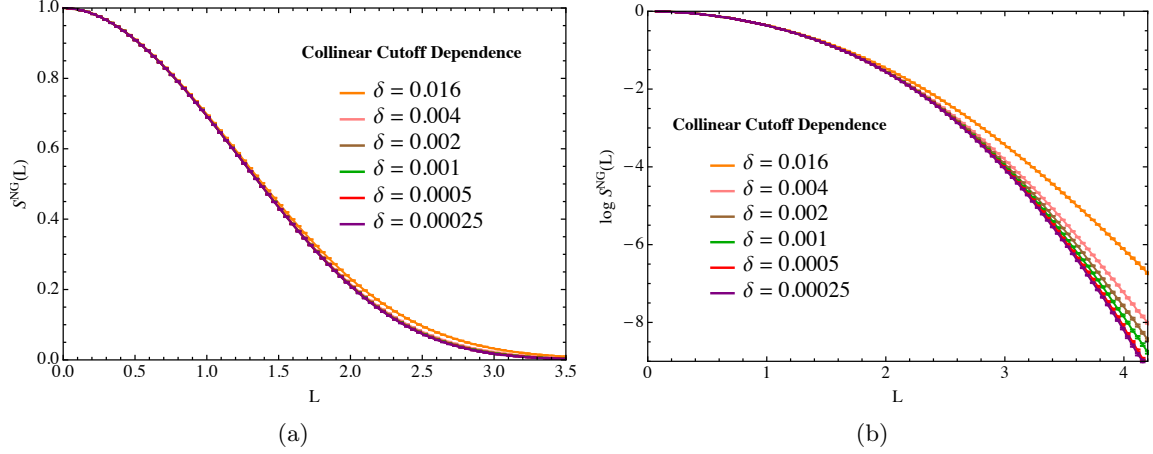 1.0
0.8
0.6
0.4
0.2
0.0
S^NG(L)
Collinear Cutoff Dependence
δ = 0.016
δ = 0.004
δ = 0.002
δ = 0.001
δ = 0.0005
δ = 0.00025
0.0 0.5 1.0 1.5 2.0 2.5 3.0 3.5
L
(a)
0
−2
−4
−6
−8
log S^NG(L)
Collinear Cutoff Dependence
δ = 0.016
δ = 0.004
δ = 0.002
δ = 0.001
δ = 0.0005
δ = 0.00025
0 1 2 3 4
L
(b)